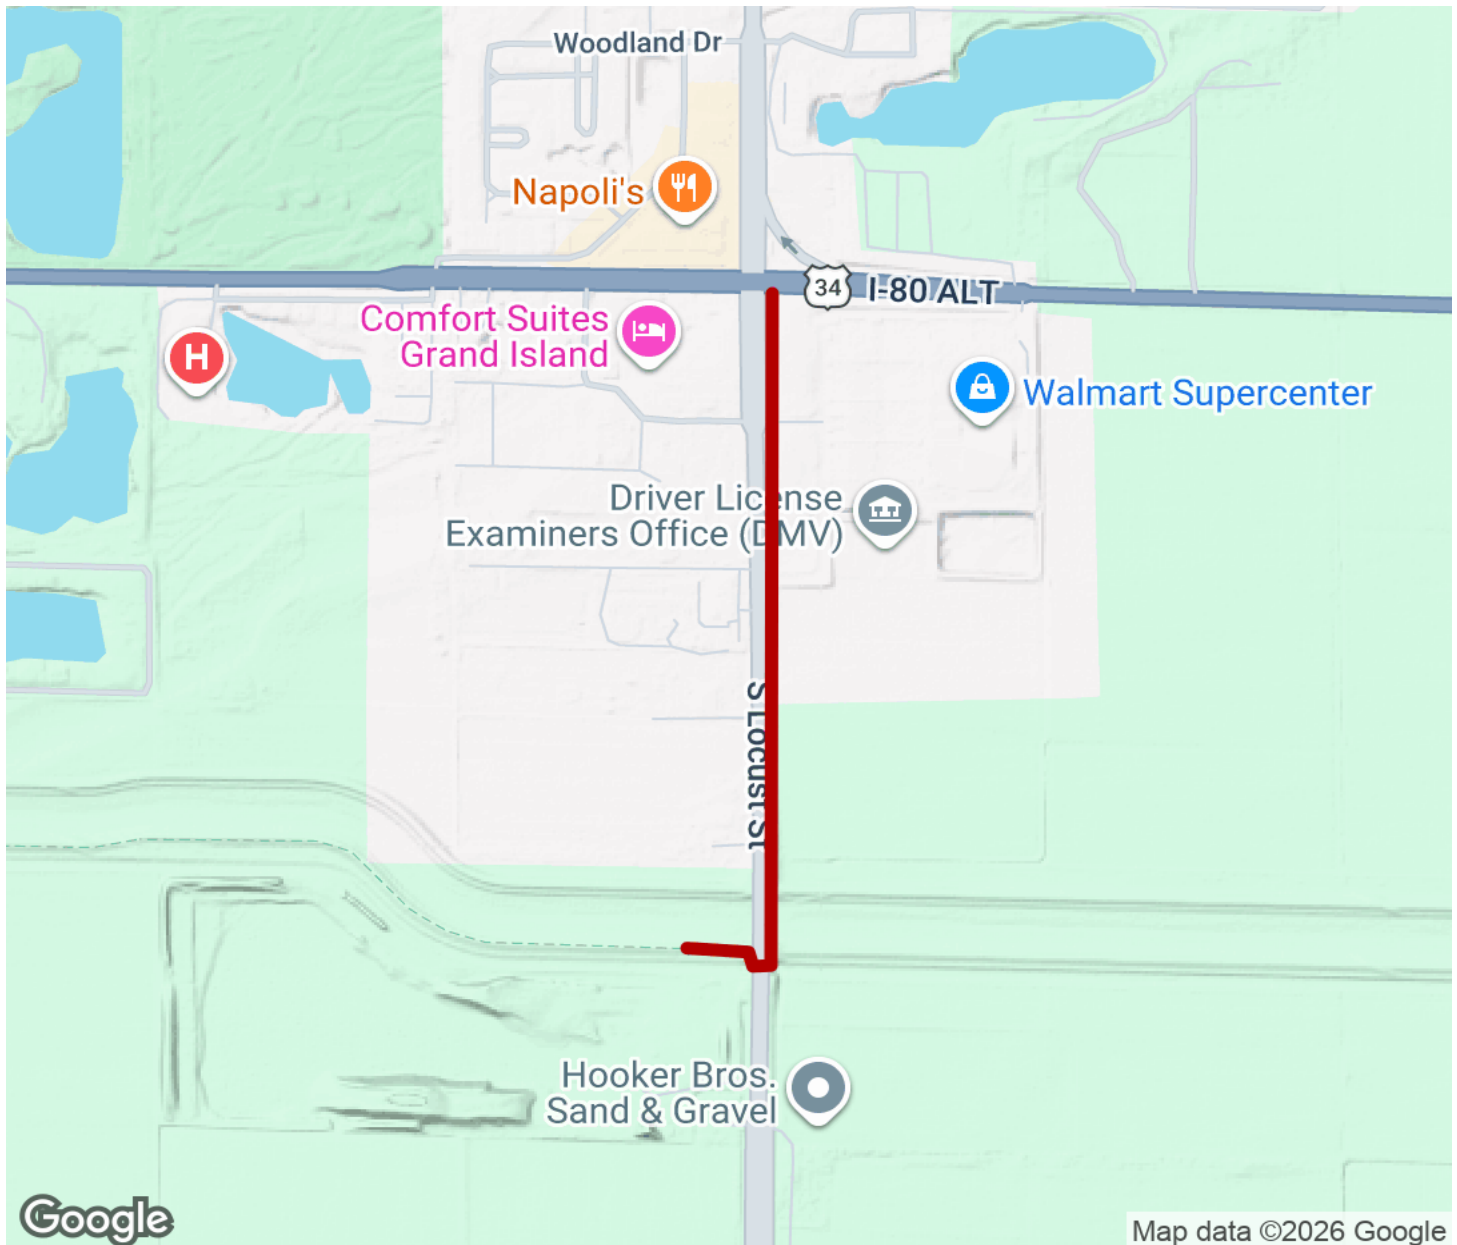 Woodland Dr
Napoli's
34
I-80 ALT
Comfort Suites
Grand Island
H
Walmart Supercenter
Driver License
Examiners Office (DMV)
S Locust St
Hooker Bros.
Sand & Gravel
Google
Map data ©2026 Google